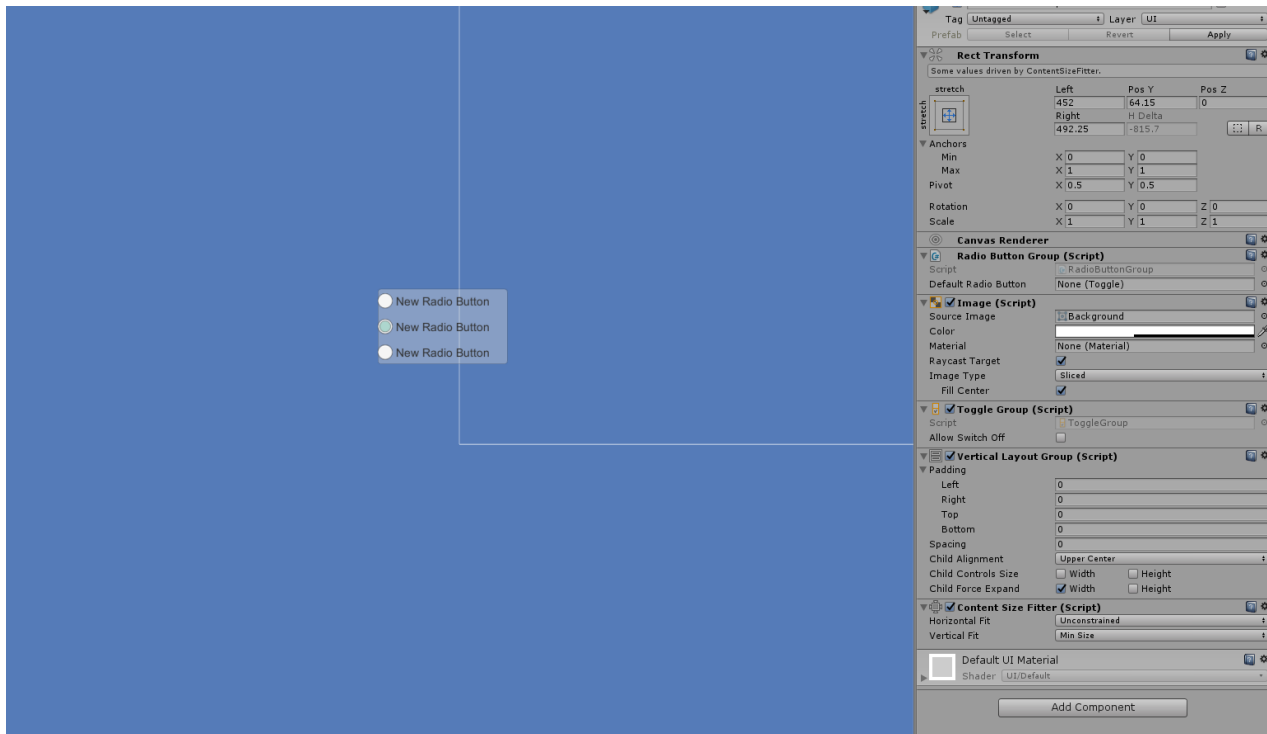 Tag Untagged Layer UI
Prefab Select Revert Apply
Rect Transform
Some values driven by ContentSizeFitter.
stretch Left Pos Y Pos Z
stretch
452 64.15 0
Right H Delta
492.25 -815.7 R
Anchors
Min X 0 Y 0
Max X 1 Y 1
Pivot X 0.5 Y 0.5
Rotation X 0 Y 0 Z 0
Scale X 1 Y 1 Z 1
Canvas Renderer
Radio Button Group (Script)
Script RadioButtonGroup
Default Radio Button None (Toggle)
New Radio Button
New Radio Button
New Radio Button
Image (Script)
Source Image Background
Color
Material None (Material)
Raycast Target
Image Type Sliced
Fill Center
Toggle Group (Script)
Script ToggleGroup
Allow Switch Off
Vertical Layout Group (Script)
Padding
Left 0
Right 0
Top 0
Bottom 0
Spacing 0
Child Alignment Upper Center
Child Controls Size Width Height
Child Force Expand Width Height
Content Size Fitter (Script)
Horizontal Fit Unconstrained
Vertical Fit Min Size
Default UI Material
Shader UI/Default
Add Component